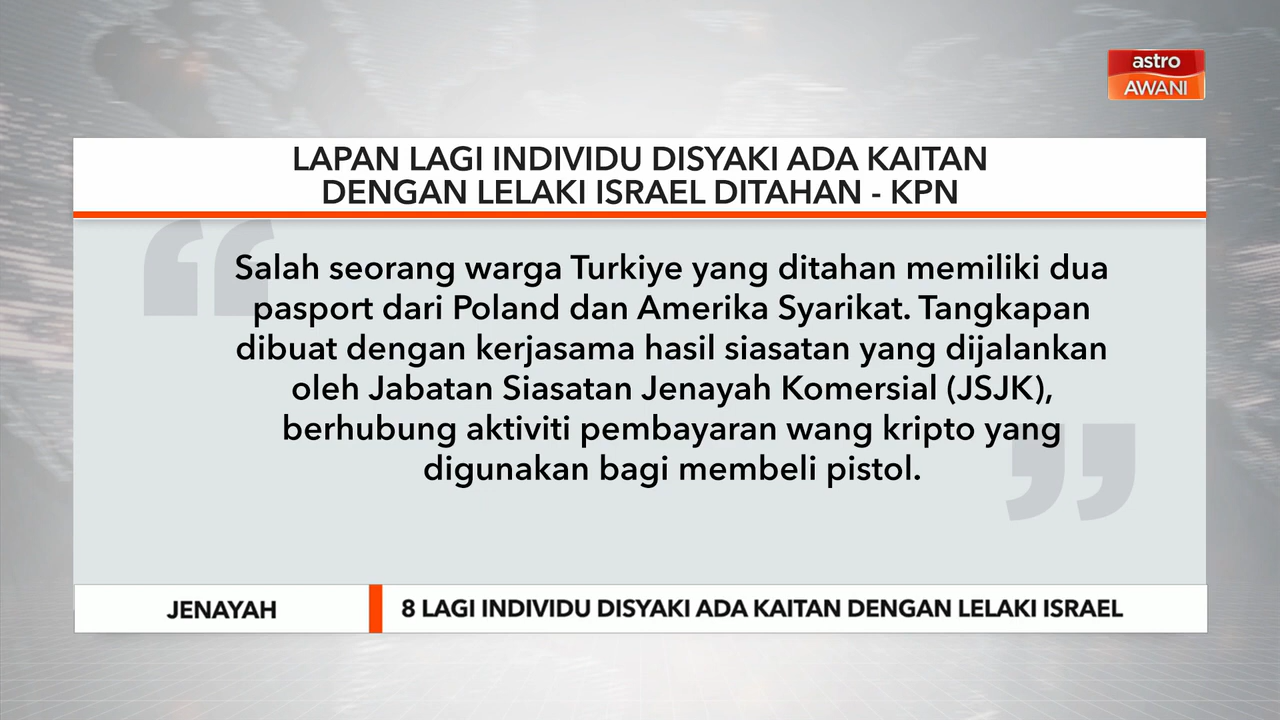 astro
AWANI
LAPAN LAGI INDIVIDU DISYAKI ADA KAITAN
DENGAN LELAKI ISRAEL DITAHAN - KPN
“
Salah seorang warga Turkiye yang ditahan memiliki dua
pasport dari Poland dan Amerika Syarikat. Tangkapan
dibuat dengan kerjasama hasil siasatan yang dijalankan
oleh Jabatan Siasatan Jenayah Komersial (JSJK),
berhubung aktiviti pembayaran wang kripto yang
digunakan bagi membeli pistol.
”
JENAYAH
8 LAGI INDIVIDU DISYAKI ADA KAITAN DENGAN LELAKI ISRAEL